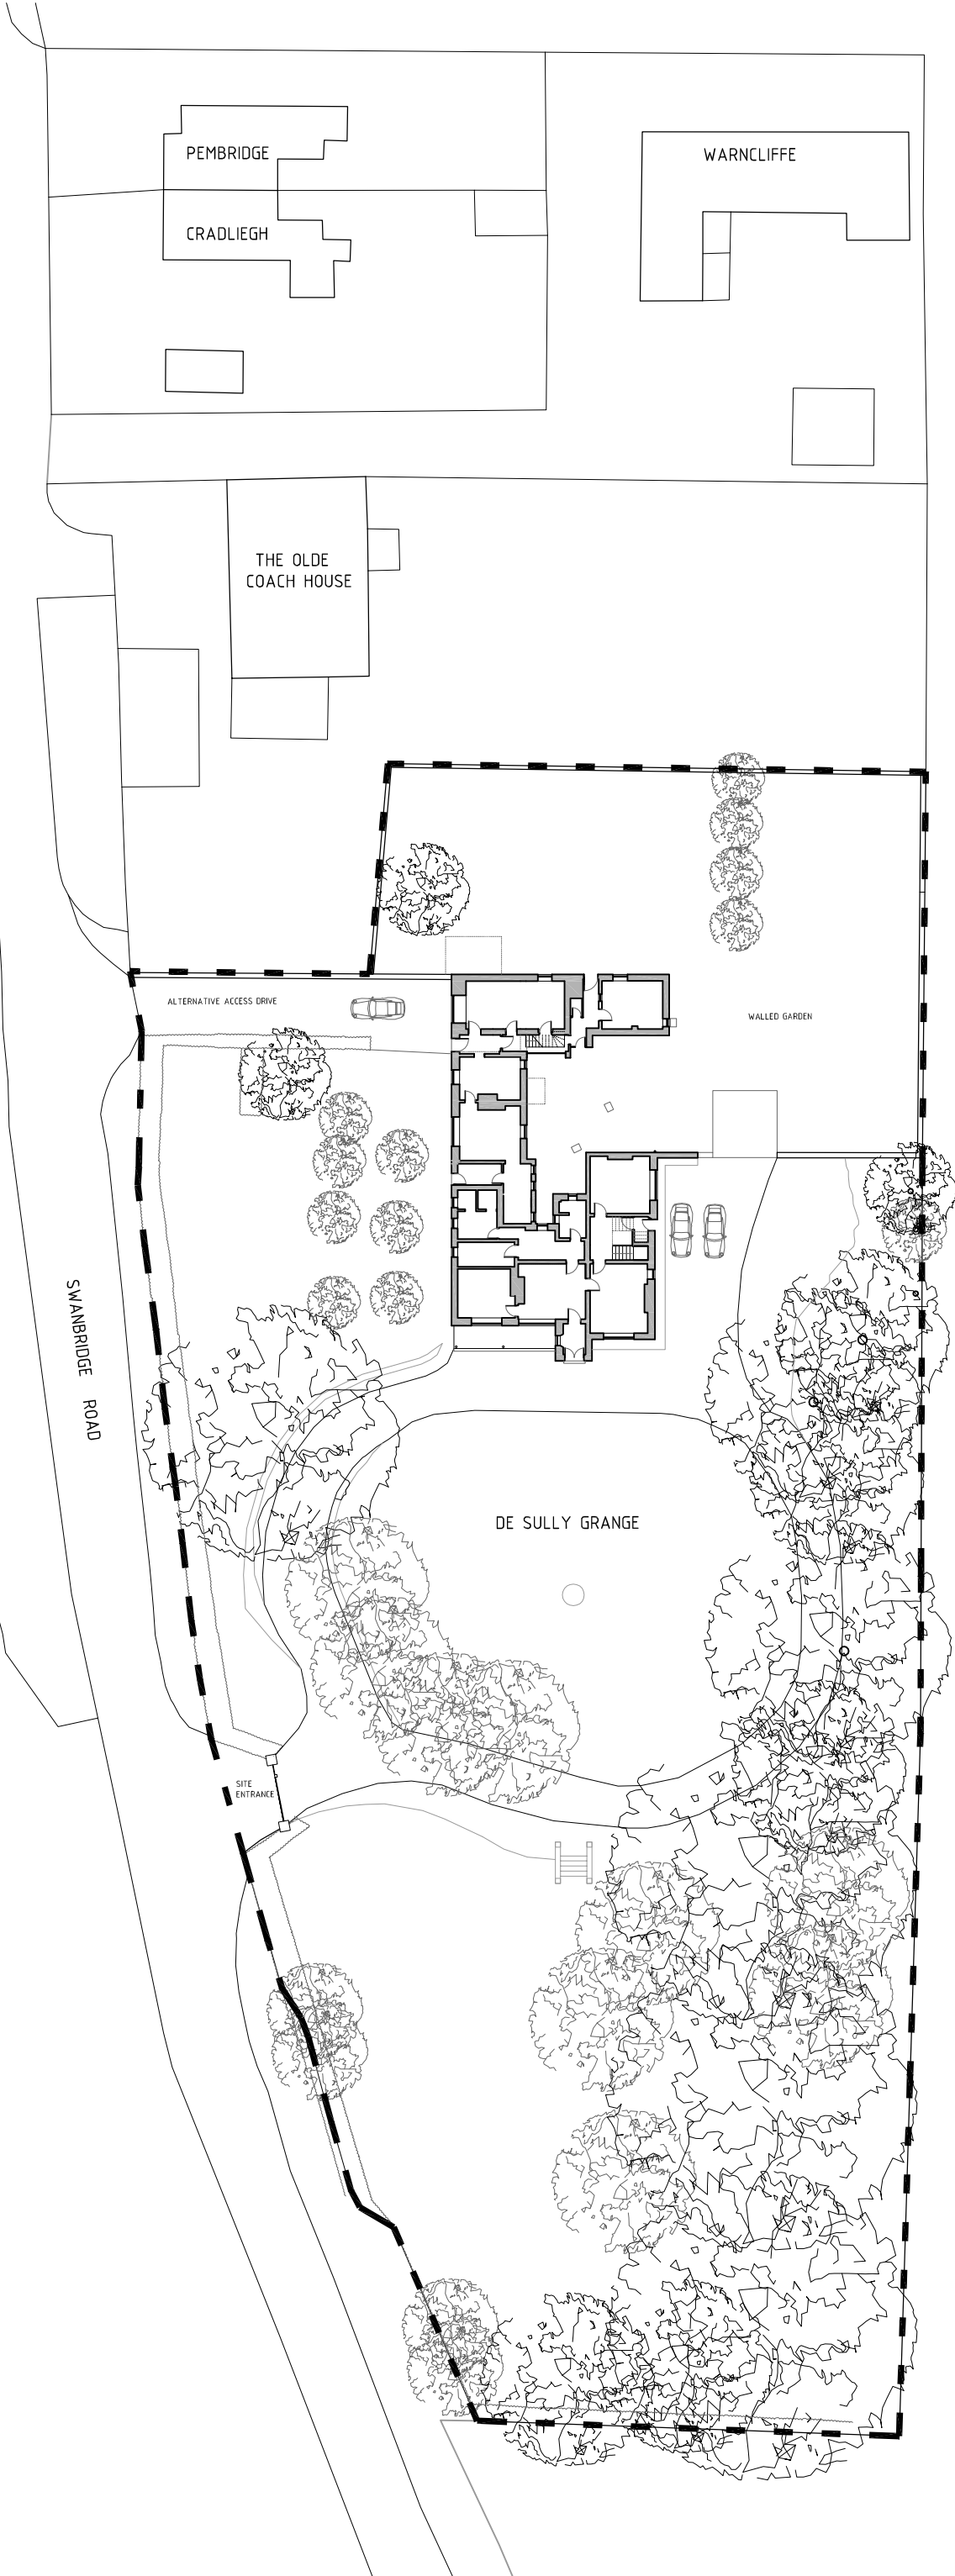 PEMBRIDGE
WARNCLIFFE
CRADLIEGH
THE OLDE
COACH HOUSE
ALTERNATIVE ACCESS DRIVE
WALLED GARDEN
SWANBRIDGE ROAD
DE SULLY GRANGE
SITE
ENTRANCE